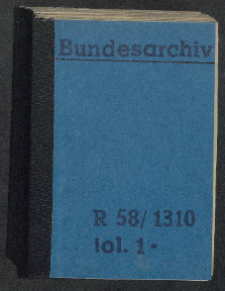 Bundesarchiv
R 58/1310
fol. 1-